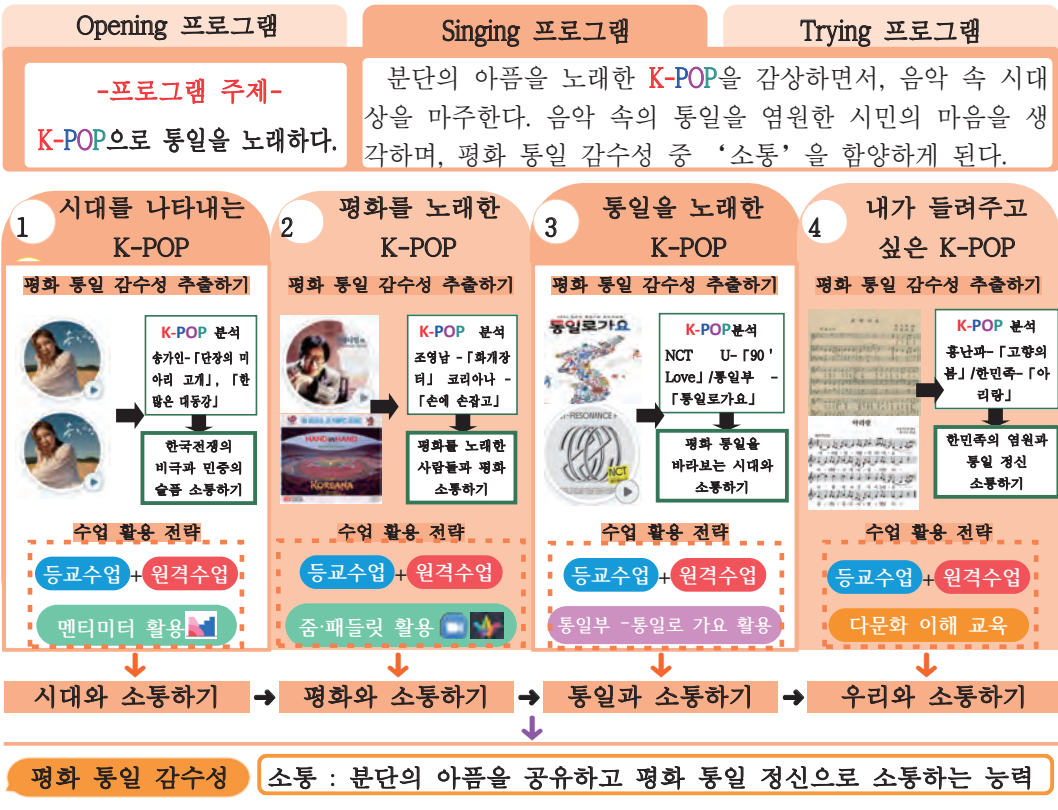 Opening 프로그램
Singing 프로그램
Trying 프로그램
-프로그램 주제-
K-POP으로 통일을 노래하다.
분단의 아픔을 노래한 K-POP을 감상하면서, 음악 속 시대
상을 마주한다. 음악 속의 통일을 염원한 시민의 마음을 생
각하며, 평화 통일 감수성 중 ‘소통’을 함양하게 된다.
1
시대를 나타내는
K-POP
평화 통일 감수성 추출하기
K-POP 분석
송가인-「단장의 미
아리 고개」, 「한
많은 대동강」
한국전쟁의
비극과 민중의
슬픔 소통하기
수업 활용 전략
등교수업+원격수업
멘티미터 활용
2
평화를 노래한
K-POP
평화 통일 감수성 추출하기
K-POP 분석
조영남 -「화개장
터」 코리아나 -
「손에 손잡고」
HAND IN HAND
KOREANA
평화를 노래한
사람들과 평화
소통하기
수업 활용 전략
등교수업+원격수업
줌·패들릿 활용
3
통일을 노래한
K-POP
평화 통일 감수성 추출하기
통일로가요
K-POP분석
NCT U-「90 '
Love」/통일부 -
「통일로가요」
RESONANCE
NCT
평화 통일을
바라보는 시대와
소통하기
수업 활용 전략
등교수업+원격수업
통일부 -통일로 가요 활용
4
내가 들려주고
싶은 K-POP
평화 통일 감수성 추출하기
K-POP 분석
홍난파-「고향의
봄」/한민족-「아
리랑」
아리랑
한민족의 염원과
통일 정신
소통하기
수업 활용 전략
등교수업+원격수업
다문화 이해 교육
시대와 소통하기
평화와 소통하기
통일과 소통하기
우리와 소통하기
평화 통일 감수성
소통 : 분단의 아픔을 공유하고 평화 통일 정신으로 소통하는 능력